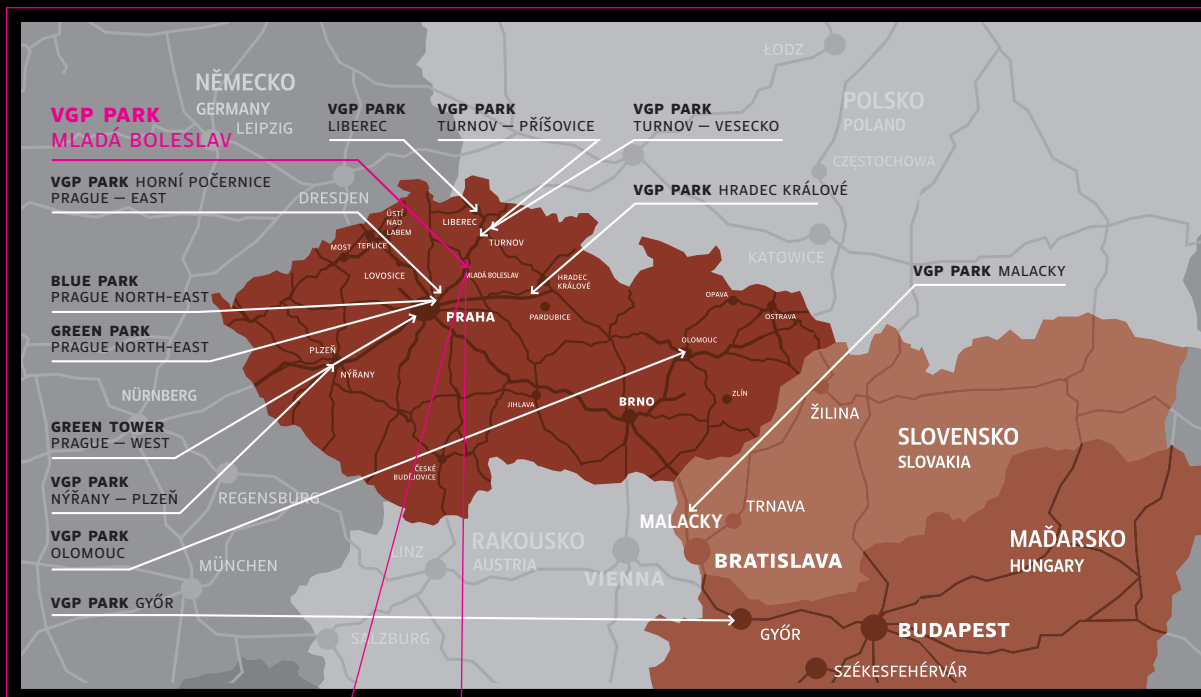 ŁODZ
NĚMECKO
GERMANY
LEIPZIG
POLSKO
POLAND
VGP PARK
MLADÁ BOLESLAV
VGP PARK
LIBEREC
VGP PARK
TURNOV – PŘÍŠOVICE
VGP PARK
TURNOV – VESECKO
CZĘSTOCHOWA
VGP PARK HORNÍ POČERNICE
PRAGUE – EAST
DRESDEN
VGP PARK HRADEC KRÁLOVÉ
ÚSTÍ
NAD
LABEM
LIBEREC
TURNOV
MOST
TEPLICE
KATOWICE
LOVOSICE
MLADÁ BOLESLAV
HRADEC
KRÁLOVÉ
VGP PARK MALACKY
BLUE PARK
PRAGUE NORTH-EAST
OPAVA
OSTRAVA
PRAHA
PARDUBICE
GREEN PARK
PRAGUE NORTH-EAST
PLZEŇ
OLOMOUC
NÝŘANY
NÜRNBERG
JIHLAVA
BRNO
ZLÍN
ŽILINA
GREEN TOWER
PRAGUE – WEST
SLOVENSKO
SLOVAKIA
ČESKÉ
BUDĚJOVICE
VGP PARK
NÝŘANY – PLZEŇ
REGENSBURG
TRNAVA
MALACKY
VGP PARK
OLOMOUC
LINZ
RAKOUSKO
AUSTRIA
MAĎARSKO
HUNGARY
MÜNCHEN
VIENNA
BRATISLAVA
VGP PARK GYŐR
SALZBURG
GYŐR
BUDAPEST
SZÉKESFEHÉRVÁR